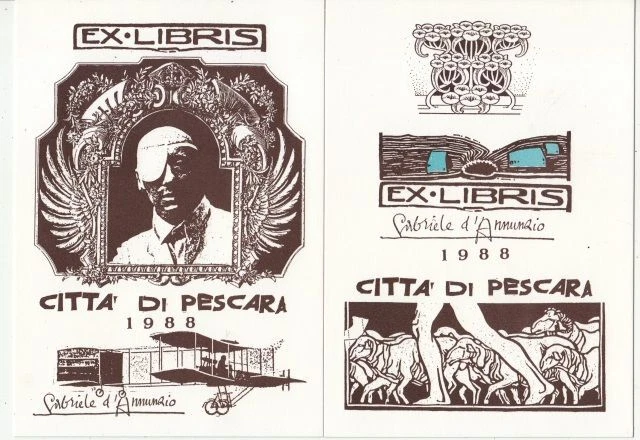 EX·LIBRIS
CITTA' DI PESCARA
1988
Gabriele d'Annunzio
EX·LIBRIS
Gabriele d'Annunzio
1988
CITTA' DI PESCARA